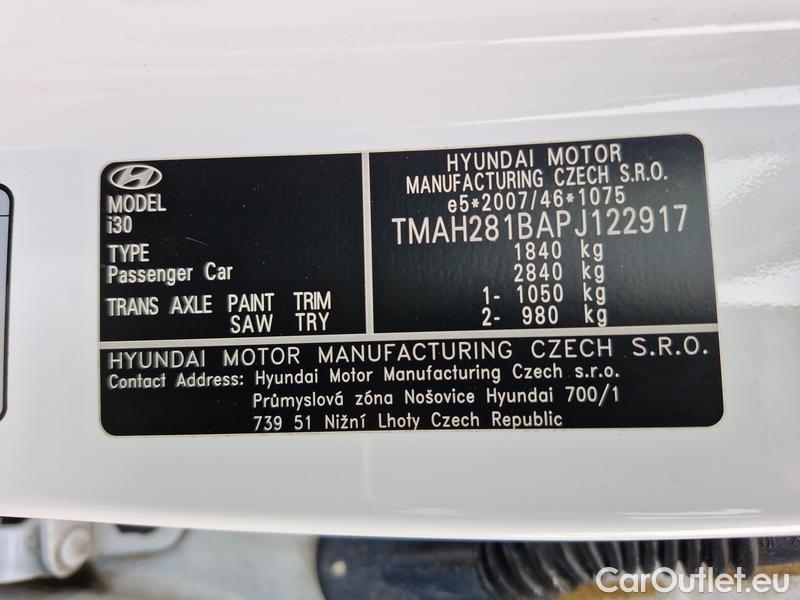 MODEL
i30
TYPE
Passenger Car
TRANS AXLE PAINT TRIM
SAW TRY
HYUNDAI MOTOR
MANUFACTURING CZECH S.R.O.
e5*2007/46*1075
TMAH281BAPJ122917
1840 kg
2840 kg
1- 1050 kg
2- 980 kg
HYUNDAI MOTOR MANUFACTURING CZECH S.R.O.
Contact Address: Hyundai Motor Manufacturing Czech s.r.o.
Průmyslová zóna Nošovice Hyundai 700/1
739 51 Nižní Lhoty Czech Republic
CarOutlet.eu